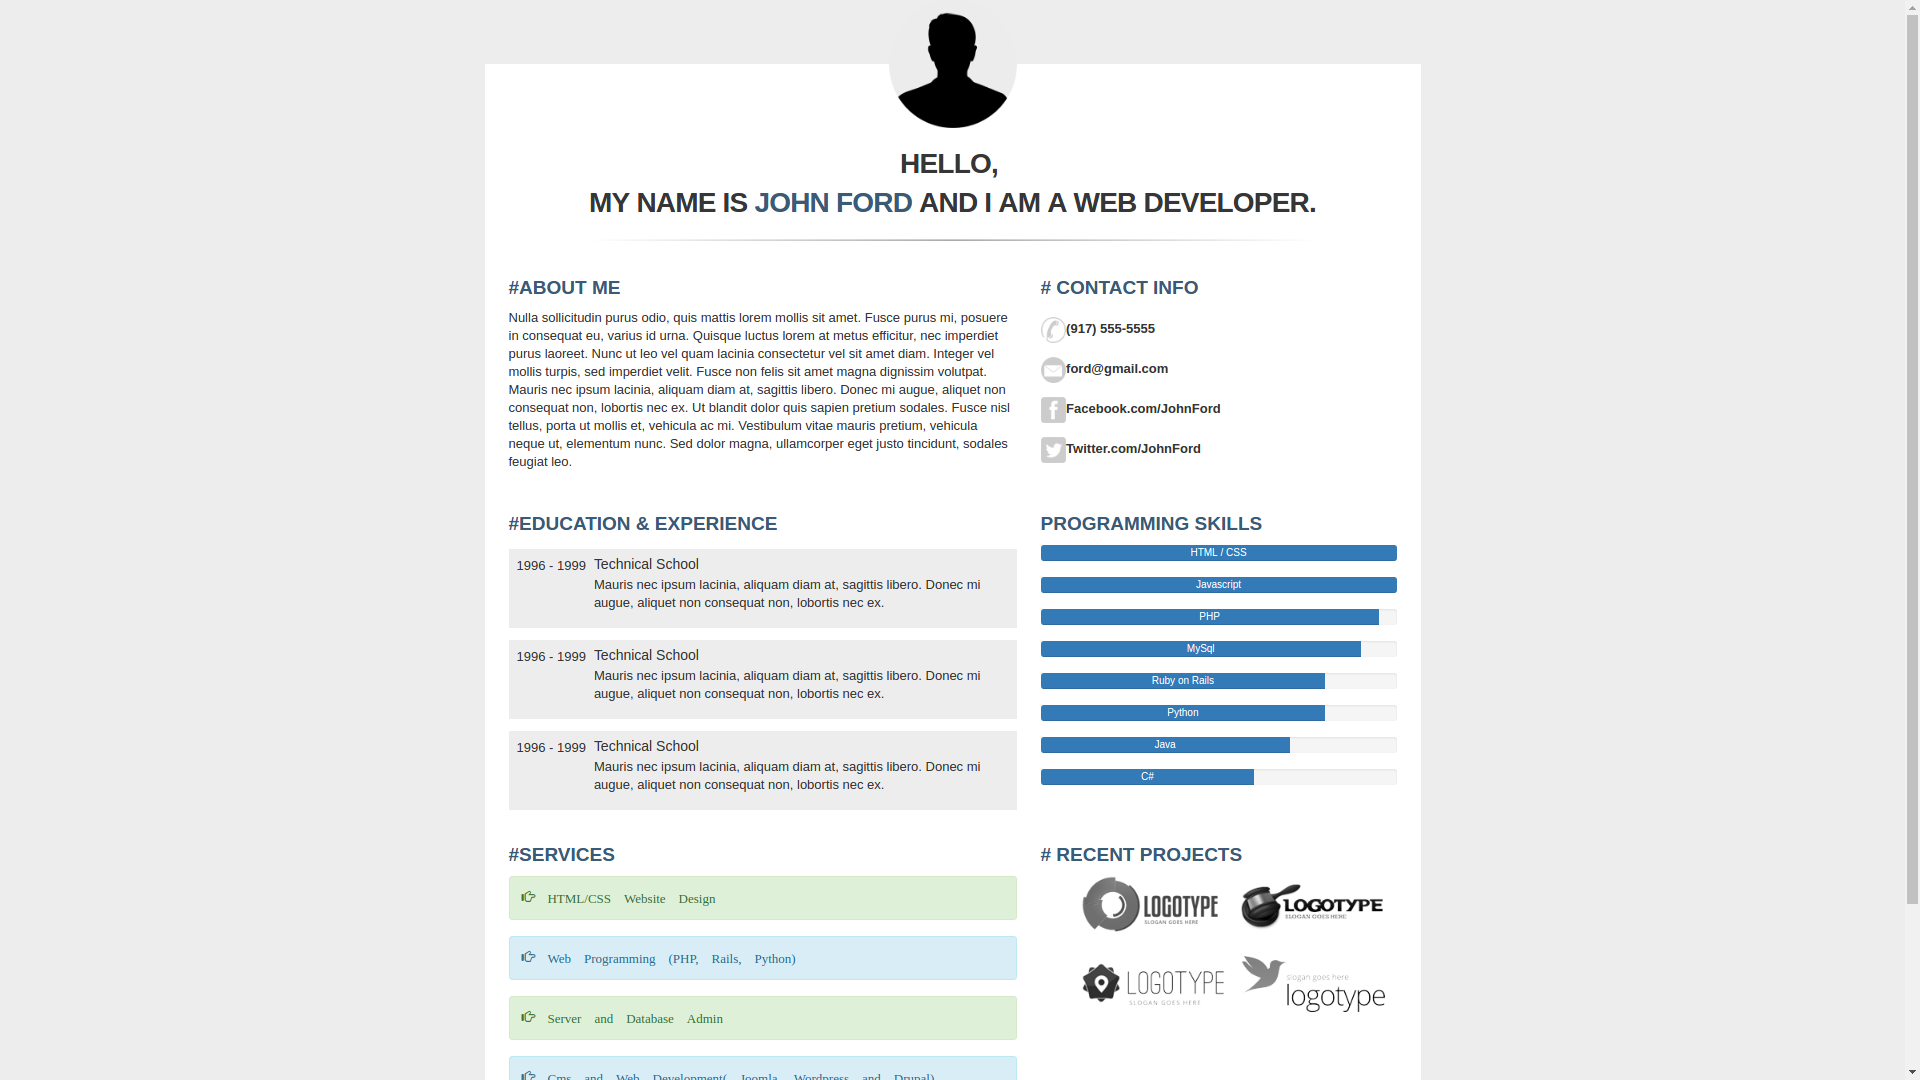 HELLO,
MY NAME IS JOHN FORD AND I AM A WEB DEVELOPER.
#ABOUT ME
Nulla sollicitudin purus odio, quis mattis lorem mollis sit amet. Fusce purus mi, posuere
in consequat eu, varius id urna. Quisque luctus lorem at metus efficitur, nec imperdiet
purus laoreet. Nunc ut leo vel quam lacinia consectetur vel sit amet diam. Integer vel
mollis turpis, sed imperdiet velit. Fusce non felis sit amet magna dignissim volutpat.
Mauris nec ipsum lacinia, aliquam diam at, sagittis libero. Donec mi augue, aliquet non
consequat non, lobortis nec ex. Ut blandit dolor quis sapien pretium sodales. Fusce nisl
tellus, porta ut mollis et, vehicula ac mi. Vestibulum vitae mauris pretium, vehicula
neque ut, elementum nunc. Sed dolor magna, ullamcorper eget justo tincidunt, sodales
feugiat leo.
# CONTACT INFO
(917) 555-5555
ford@gmail.com
Facebook.com/JohnFord
Twitter.com/JohnFord
#EDUCATION & EXPERIENCE
1996 - 1999 Technical School
Mauris nec ipsum lacinia, aliquam diam at, sagittis libero. Donec mi
augue, aliquet non consequat non, lobortis nec ex.
1996 - 1999 Technical School
Mauris nec ipsum lacinia, aliquam diam at, sagittis libero. Donec mi
augue, aliquet non consequat non, lobortis nec ex.
1996 - 1999 Technical School
Mauris nec ipsum lacinia, aliquam diam at, sagittis libero. Donec mi
augue, aliquet non consequat non, lobortis nec ex.
PROGRAMMING SKILLS
HTML / CSS
Javascript
PHP
MySql
Ruby on Rails
Python
Java
C#
#SERVICES
HTML/CSS Website Design
Web Programming (PHP, Rails, Python)
Server and Database Admin
Cms and Web Development( Joomla, Wordpress and Drupal)
# RECENT PROJECTS
LOGOTYPE
SLOGAN GOES HERE
LOGOTYPE
SLOGAN GOES HERE
LOGOTYPE
SLOGAN GOES HERE
slogan goes here
logotype